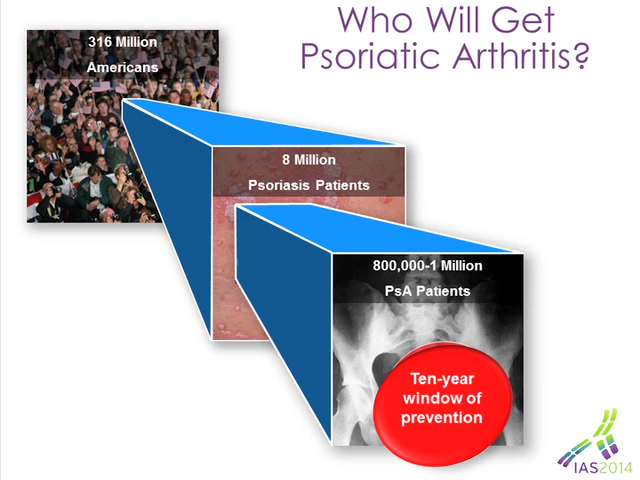 Who Will Get
Psoriatic Arthritis?
316 Million
Americans
8 Million
Psoriasis Patients
800,000-1 Million
PsA Patients
Ten-year
window of
prevention
IAS2014